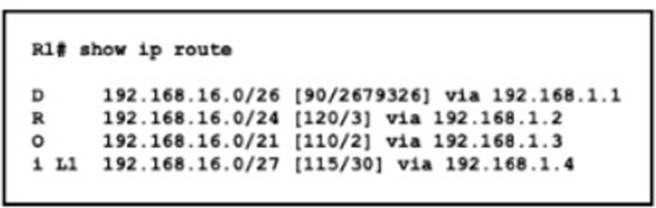 R1# show ip route
D 192.168.16.0/26 [90/2679326] via 192.168.1.1
R 192.168.16.0/24 [120/3] via 192.168.1.2
O 192.168.16.0/21 [110/2] via 192.168.1.3
i L1 192.168.16.0/27 [115/30] via 192.168.1.4